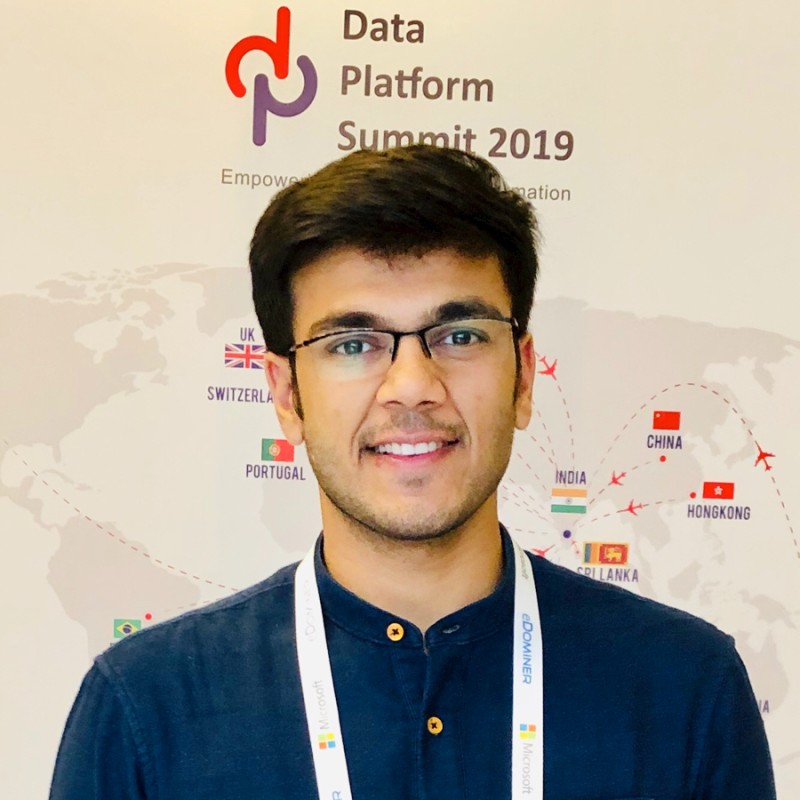 Data
Platform
Summit 2019
UK
SWITZERLA
PORTUGAL
CHINA
INDIA
HONGKONG
SRI LANKA
eDOMINER
Microsoft
Microsoft